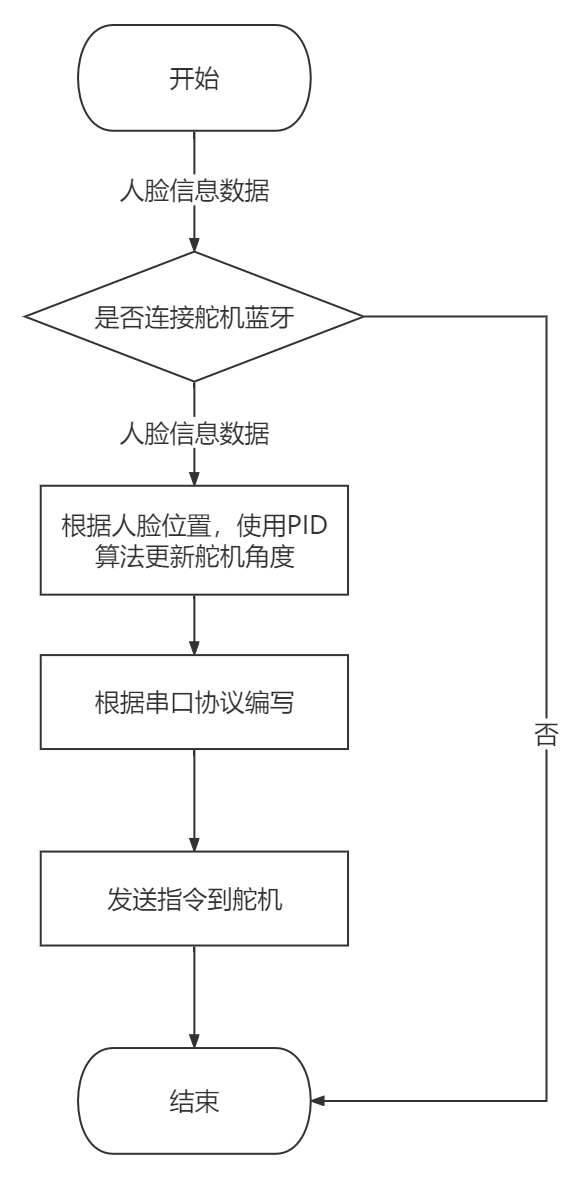 开始
人脸信息数据
是否连接舵机蓝牙
人脸信息数据
根据人脸位置，使用PID
算法更新舵机角度
根据串口协议编写
否
发送指令到舵机
结束